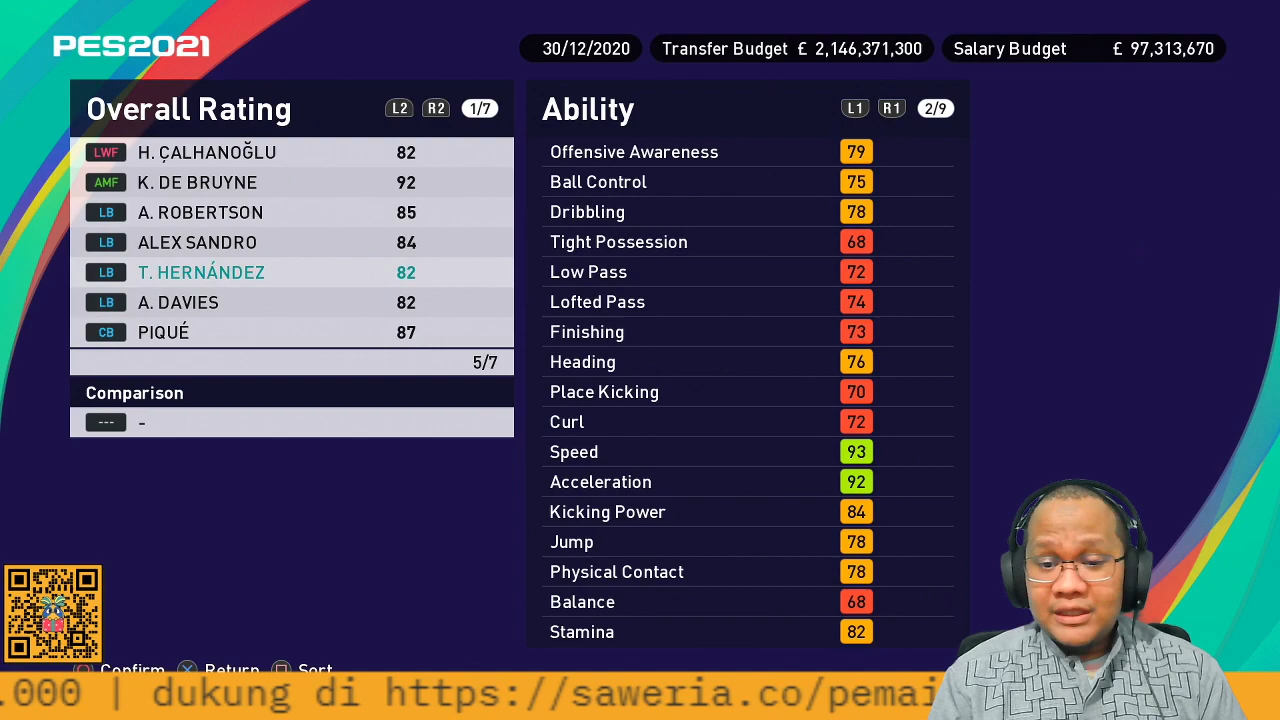 PES2021
30/12/2020
Transfer Budget £ 2,146,371,300
Salary Budget £ 97,313,670
Overall Rating L2 R2 1/7
LWF H. ÇALHANOĞLU 82
AMF K. DE BRUYNE 92
LB A. ROBERTSON 85
LB ALEX SANDRO 84
LB T. HERNÁNDEZ 82
LB A. DAVIES 82
CB PIQUÉ 87
5/7
Comparison
--- -
Ability L1 R1 2/9
Offensive Awareness 79
Ball Control 75
Dribbling 78
Tight Possession 68
Low Pass 72
Lofted Pass 74
Finishing 73
Heading 76
Place Kicking 70
Curl 72
Speed 93
Acceleration 92
Kicking Power 84
Jump 78
Physical Contact 78
Balance 68
Stamina 82
Confirm Return Sort
.000 | dukung di https://saweria.co/pemai